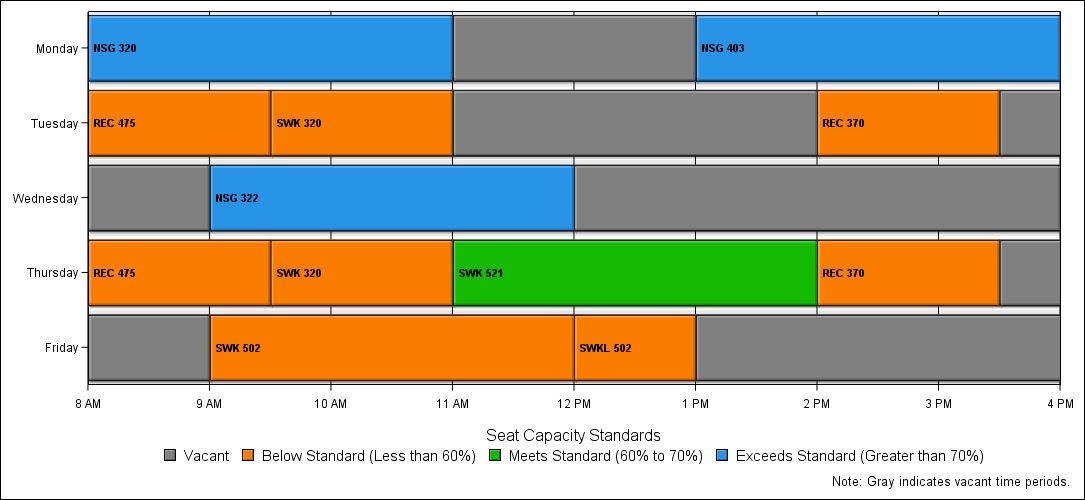 Monday
NSG 320
NSG 403
Tuesday
REC 475
SWK 320
REC 370
Wednesday
NSG 322
Thursday
REC 475
SWK 320
SWK 521
REC 370
Friday
SWK 502
SWKL 502
8 AM 9 AM 10 AM 11 AM 12 PM 1 PM 2 PM 3 PM 4 PM
Seat Capacity Standards
Vacant Below Standard (Less than 60%) Meets Standard (60% to 70%) Exceeds Standard (Greater than 70%)
Note: Gray indicates vacant time periods.